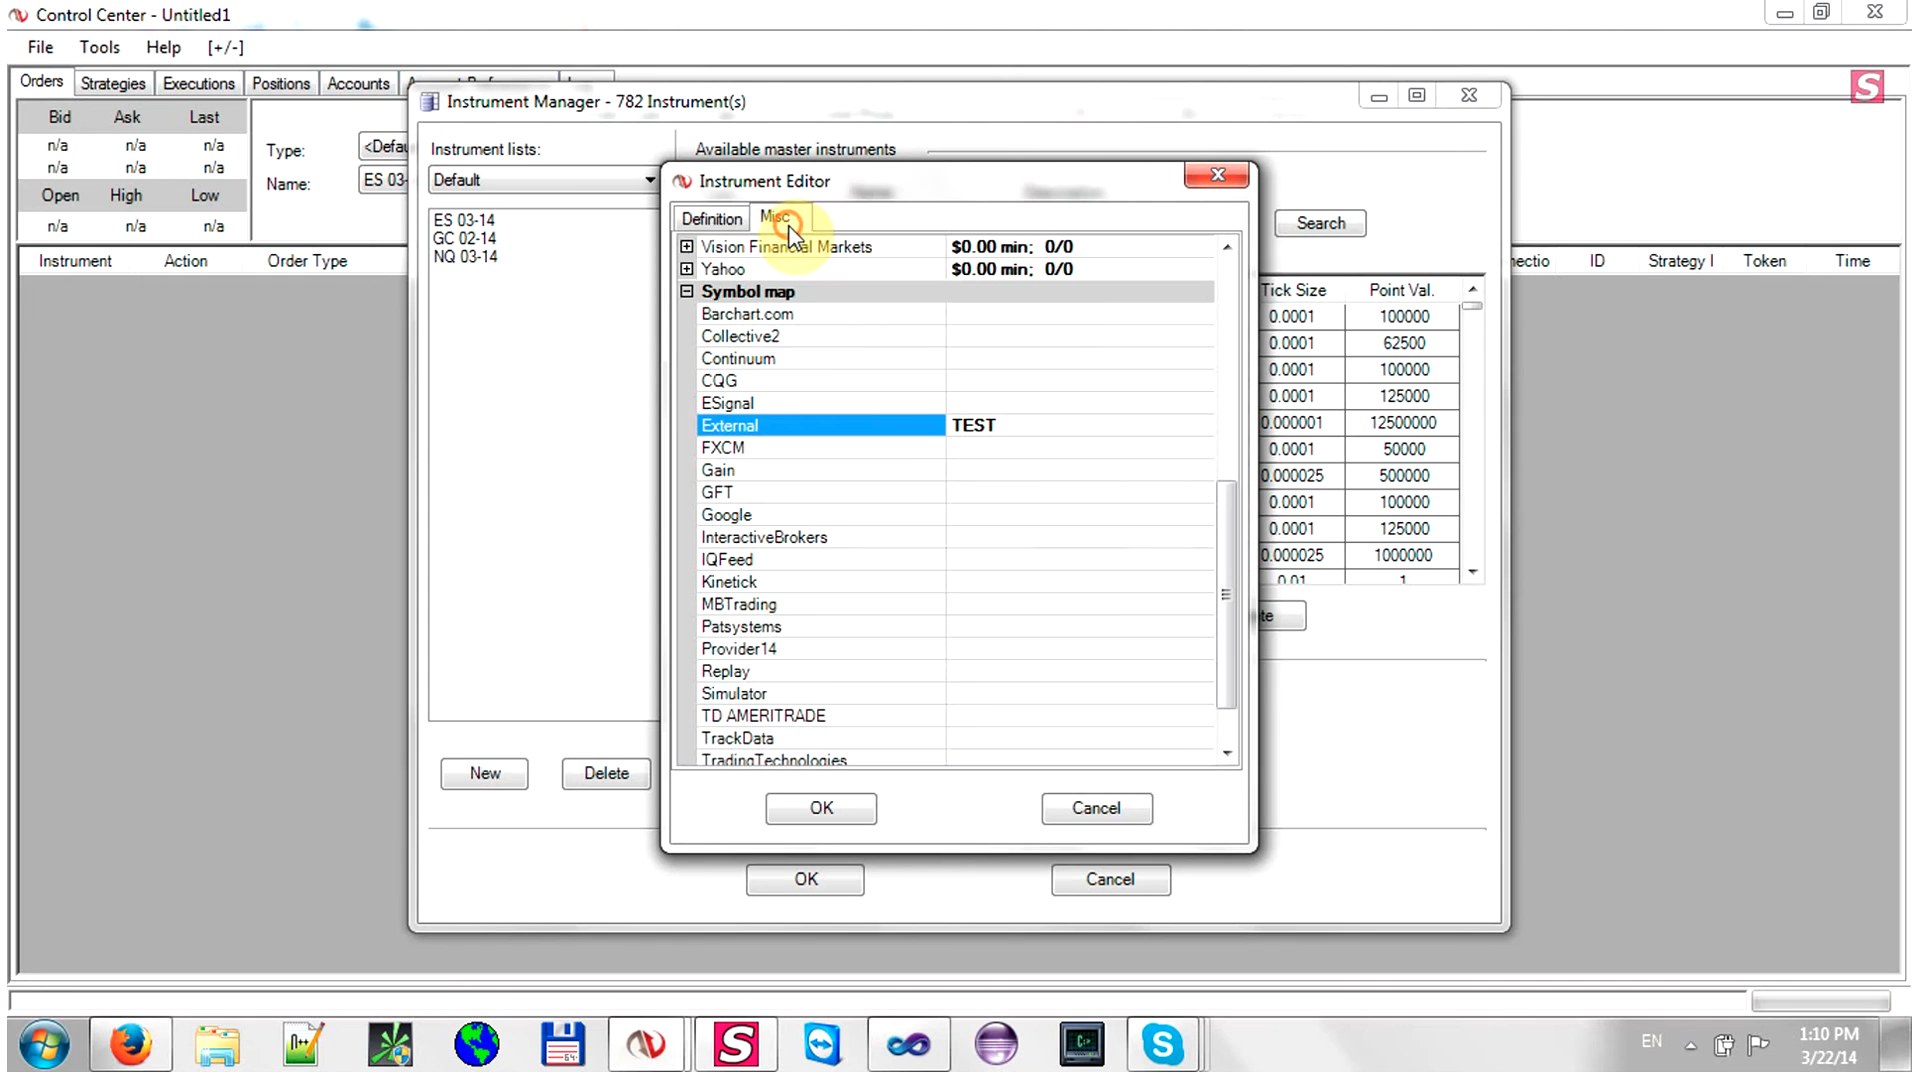 Control Center - Untitled1
File Tools Help [+/-]
Orders Strategies Executions Positions Accounts
Instrument Manager - 782 Instrument(s)
Bid Ask Last
n/a n/a n/a
n/a n/a n/a
Open High Low
n/a n/a n/a
Type:
Name: ES 03-
Instrument Action Order Type
ID Strategy I Token Time
Instrument lists:
Default
ES 03-14
GC 02-14
NQ 03-14
New Delete
Available master instruments
Search
Tick Size Point Val.
0.0001 100000
0.0001 62500
0.0001 100000
0.0001 125000
0.000001 12500000
0.0001 50000
0.000025 500000
0.0001 100000
0.0001 125000
0.000025 1000000
0.01 1
OK Cancel
Instrument Editor
Definition Misc
Vision Financial Markets $0.00 min; 0/0
Yahoo $0.00 min; 0/0
Symbol map
Barchart.com
Collective2
Continuum
CQG
ESignal
External TEST
FXCM
Gain
GFT
Google
InteractiveBrokers
IQFeed
Kinetick
MBTrading
Patsystems
Provider14
Replay
Simulator
TD AMERITRADE
TrackData
TradingTechnologies
OK Cancel
EN
1:10 PM
3/22/14